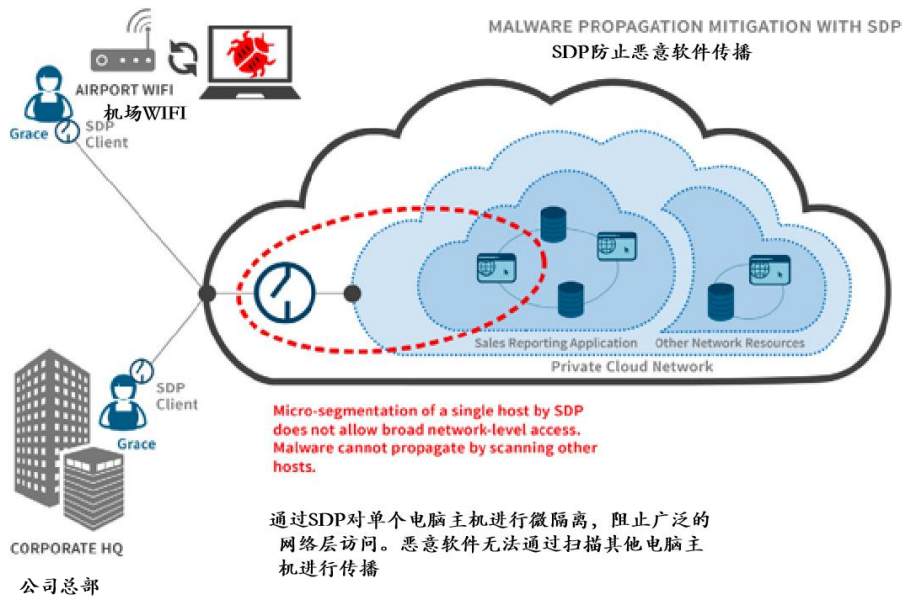 MALWARE PROPAGATION MITIGATION WITH SDP
SDP防止恶意软件传播
AIRPORT WIFI
机场WIFI
Grace
SDP
Client
Sales Reporting Application
Other Network Resources
Private Cloud Network
SDP
Client
Grace
Micro-segmentation of a single host by SDP
does not allow broad network-level access.
Malware cannot propagate by scanning other
hosts.
通过SDP对单个电脑主机进行微隔离，阻止广泛的
网络层访问。恶意软件无法通过扫描其他电脑主
机进行传播
CORPORATE HQ
公司总部